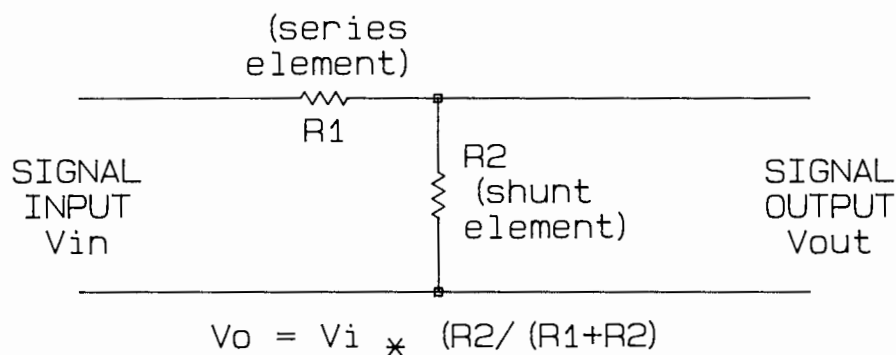 (series
element)
R1
R2
(shunt
element)
SIGNAL
INPUT
Vin
SIGNAL
OUTPUT
Vout
Vo = Vi * (R2/ (R1+R2)